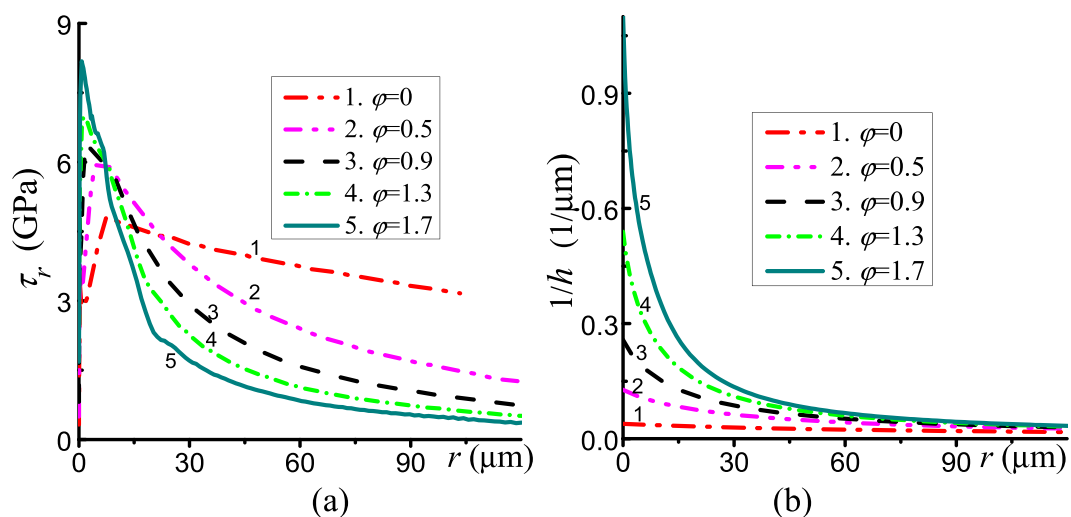 τr (GPa)
9
6
3
0
1. φ=0
2. φ=0.5
3. φ=0.9
4. φ=1.3
5. φ=1.7
1
2
3
4
5
0 30 60 90 r (μm)
(a)
1/h (1/μm)
0.9
0.6
0.3
0.0
1. φ=0
2. φ=0.5
3. φ=0.9
4. φ=1.3
5. φ=1.7
5
4
3
2
1
0 30 60 90 r (μm)
(b)